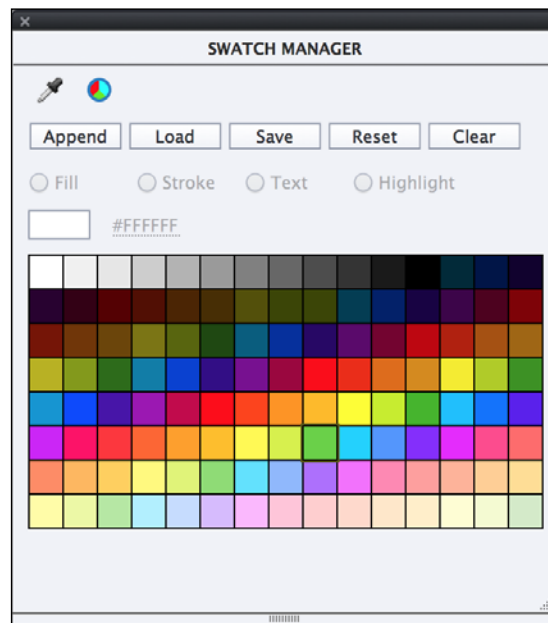 SWATCH MANAGER
Append Load Save Reset Clear
Fill Stroke Text Highlight
#FFFFFF